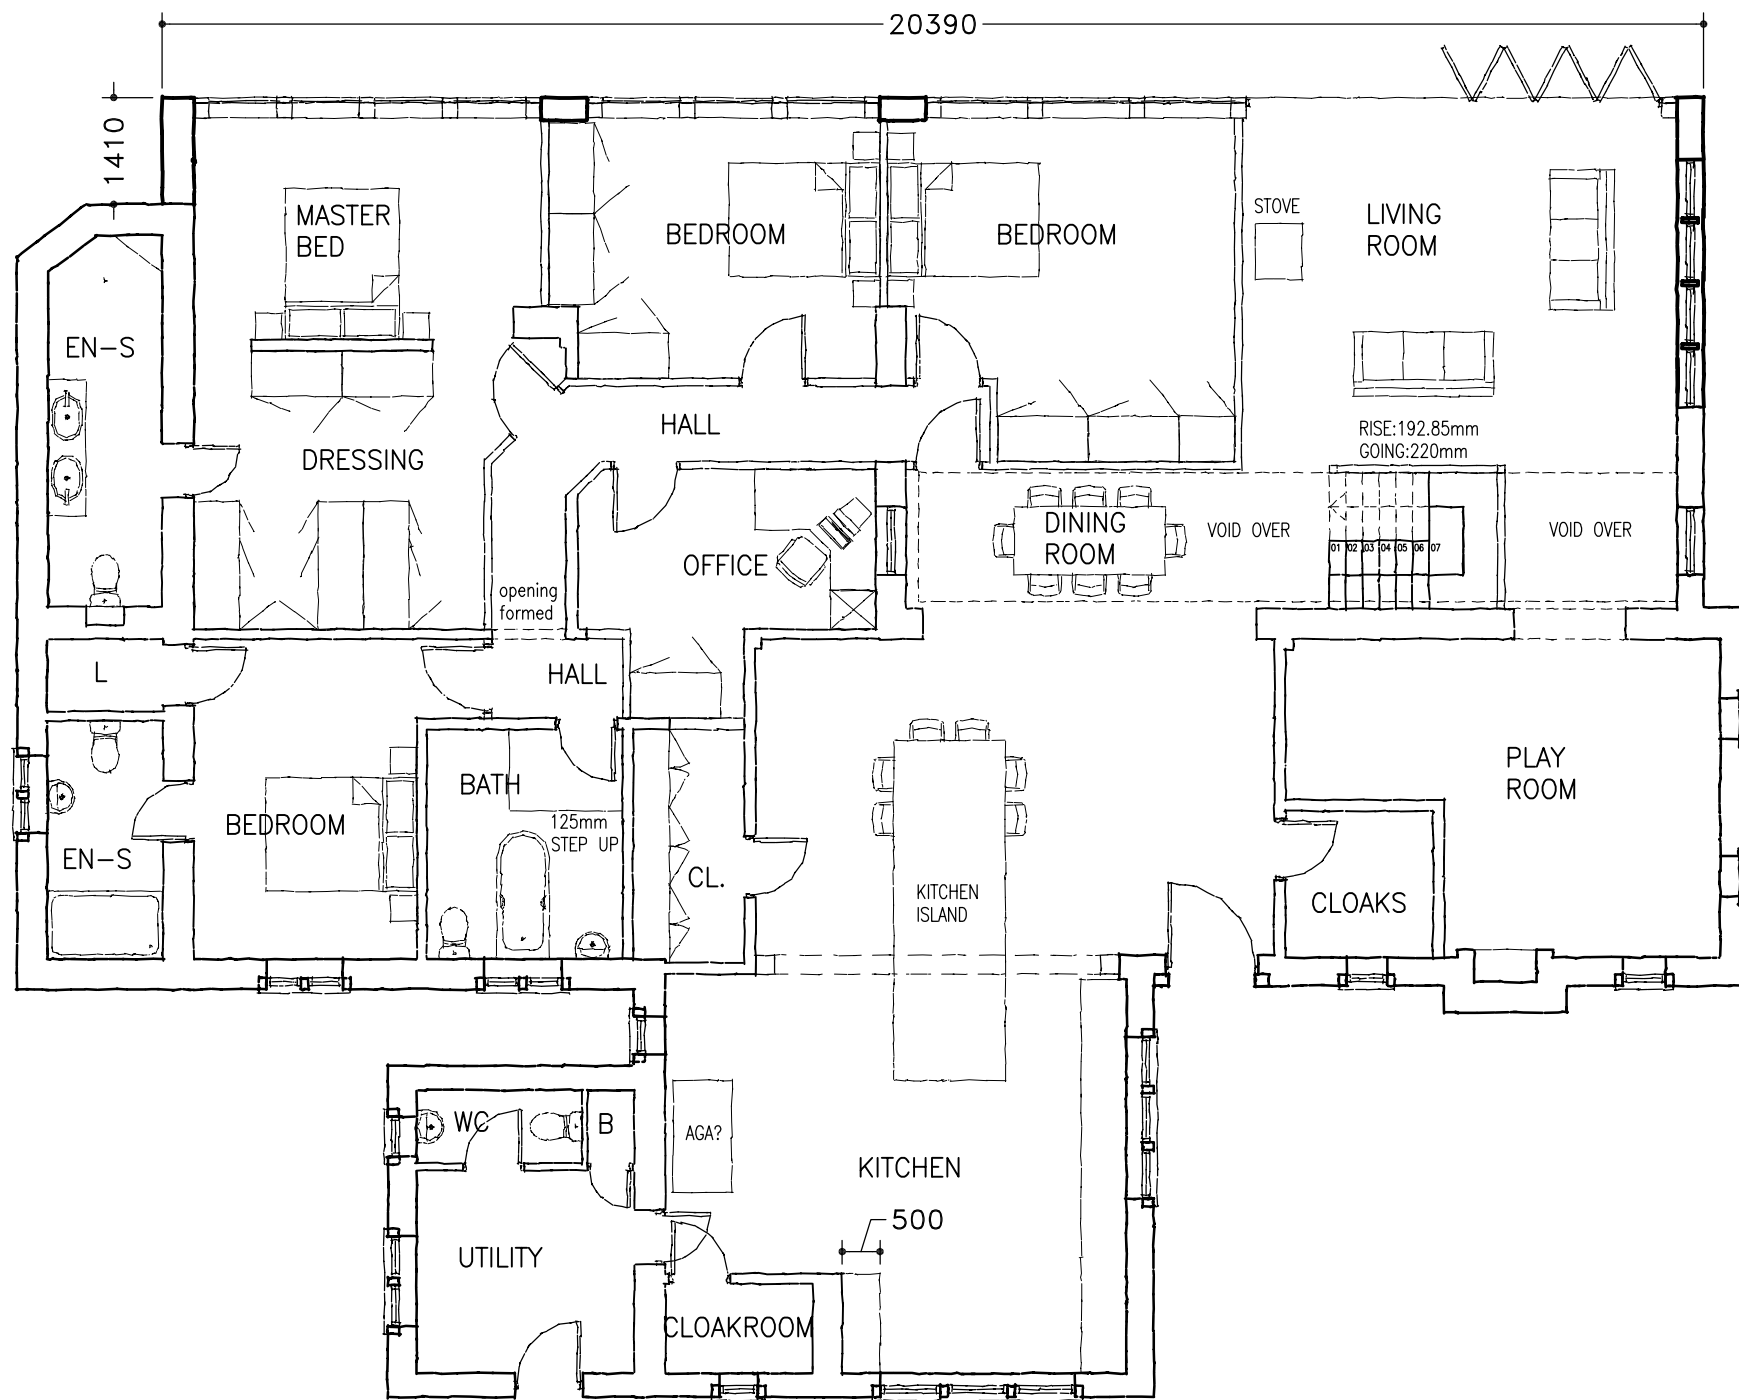 20390
1410
MASTER
BED
BEDROOM
BEDROOM
STOVE
LIVING
ROOM
EN-S
HALL
DRESSING
RISE:192.85mm
GOING:220mm
DINING
ROOM
VOID OVER
VOID OVER
01 02 03 04 05 06 07
OFFICE
opening
formed
L
HALL
BATH
PLAY
ROOM
BEDROOM
125mm
STEP UP
EN-S
CL.
KITCHEN
ISLAND
CLOAKS
WC
B
AGA?
KITCHEN
500
UTILITY
CLOAKROOM